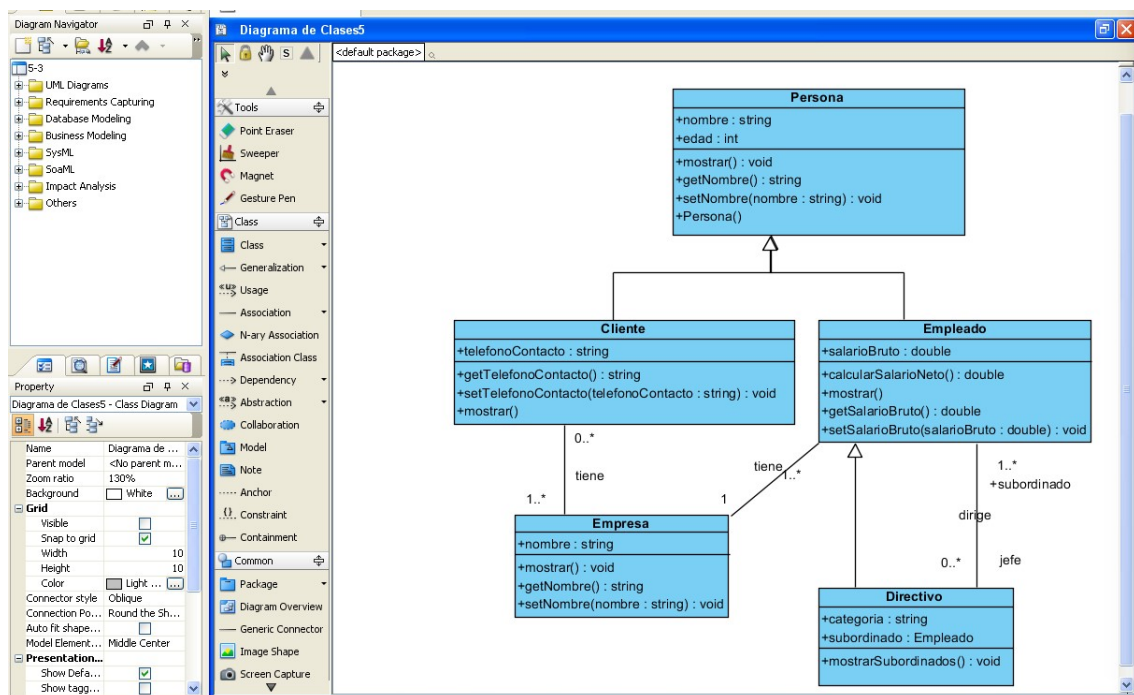 Diagram Navigator
5-3
UML Diagrams
Requirements Capturing
Database Modeling
Business Modeling
SysML
SoaML
Impact Analysis
Others
Property
Diagrama de Clases5 - Class Diagram
Name Diagrama de ...
Parent model <No parent m...
Zoom ratio 130%
Background White ...
Grid
Visible
Snap to grid
Width 10
Height 10
Color Light ... ...
Connector style Oblique
Connection Po... Round the Sh...
Auto fit shape...
Model Element... Middle Center
Presentation...
Show Defa...
Show tagg...
Diagrama de Clases5
S
<default package>
Tools
Point Eraser
Sweeper
Magnet
Gesture Pen
Class
Class
Generalization
Usage
Association
N-ary Association
Association Class
Dependency
Abstraction
Collaboration
Model
Note
Anchor
Constraint
Containment
Common
Package
Diagram Overview
Generic Connector
Image Shape
Screen Capture
Persona
+nombre : string
+edad : int
+mostrar() : void
+getNombre() : string
+setNombre(nombre : string) : void
+Persona()
Cliente
+telefonoContacto : string
+getTelefonoContacto() : string
+setTelefonoContacto(telefonoContacto : string) : void
+mostrar()
Empleado
+salarioBruto : double
+calcularSalarioNeto() : double
+mostrar()
+getSalarioBruto() : double
+setSalarioBruto(salarioBruto : double) : void
0..*
tiene
1..*
tiene
1..*
1
1..*
+subordinado
dirige
0..*
jefe
Empresa
+nombre : string
+mostrar() : void
+getNombre() : string
+setNombre(nombre : string) : void
Directivo
+categoria : string
+subordinado : Empleado
+mostrarSubordinados() : void